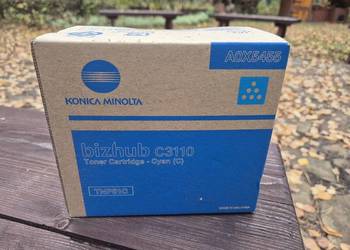 A0X5455
KONICA MINOLTA
bizhub C3110
Toner Cartridge - Cyan (C)
TNP51C